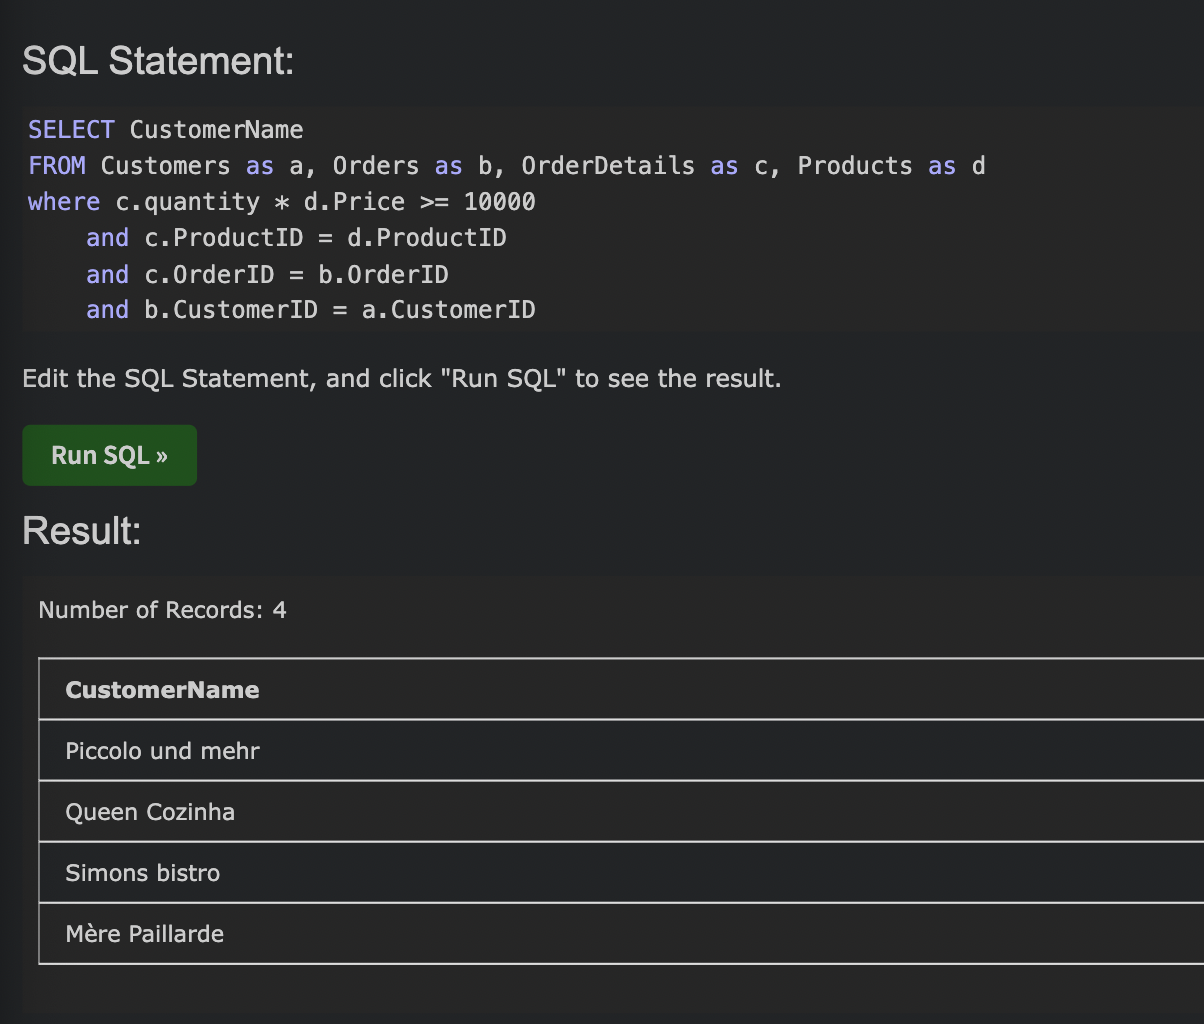 SQL Statement:
SELECT CustomerName
FROM Customers as a, Orders as b, OrderDetails as c, Products as d
where c.quantity * d.Price >= 10000
    and c.ProductID = d.ProductID
    and c.OrderID = b.OrderID
    and b.CustomerID = a.CustomerID
Edit the SQL Statement, and click "Run SQL" to see the result.
Run SQL »
Result:
Number of Records: 4
CustomerName
Piccolo und mehr
Queen Cozinha
Simons bistro
Mère Paillarde